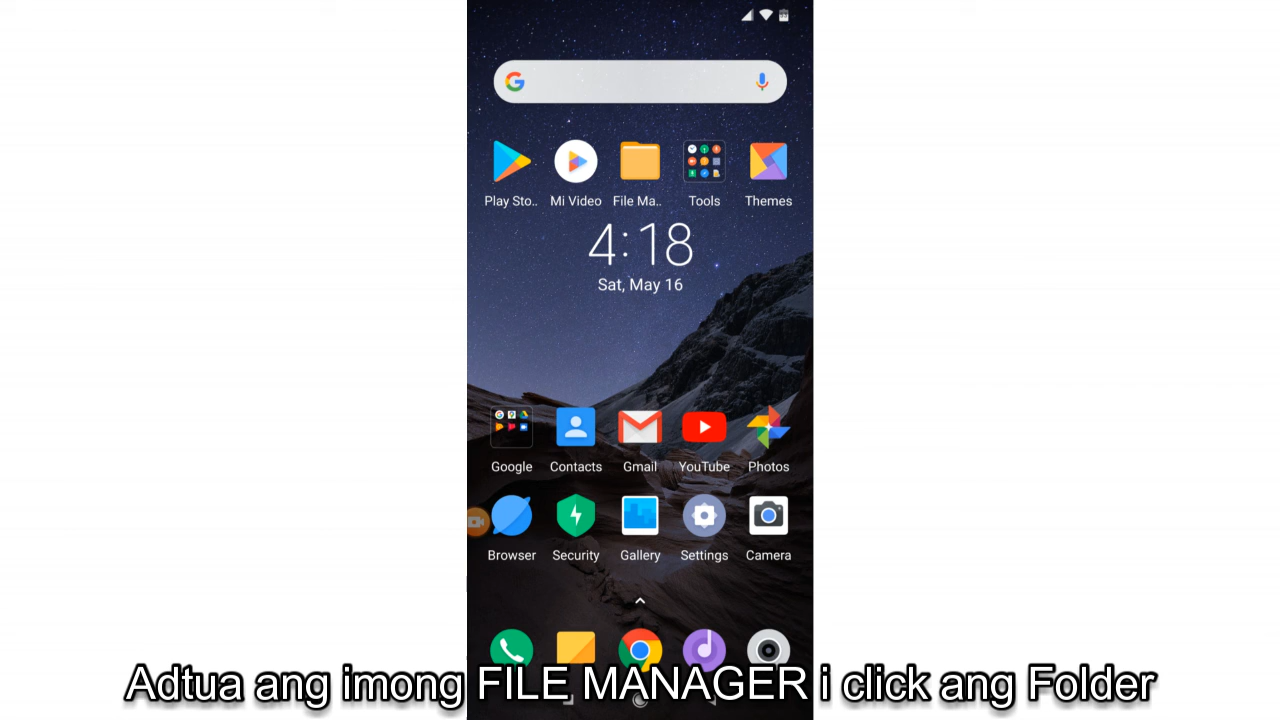 Play Sto..
Mi Video
File Ma..
Tools
Themes
4:18
Sat, May 16
Google
Contacts
Gmail
YouTube
Photos
Browser
Security
Gallery
Settings
Camera
Adtua ang imong FILE MANAGER i click ang Folder